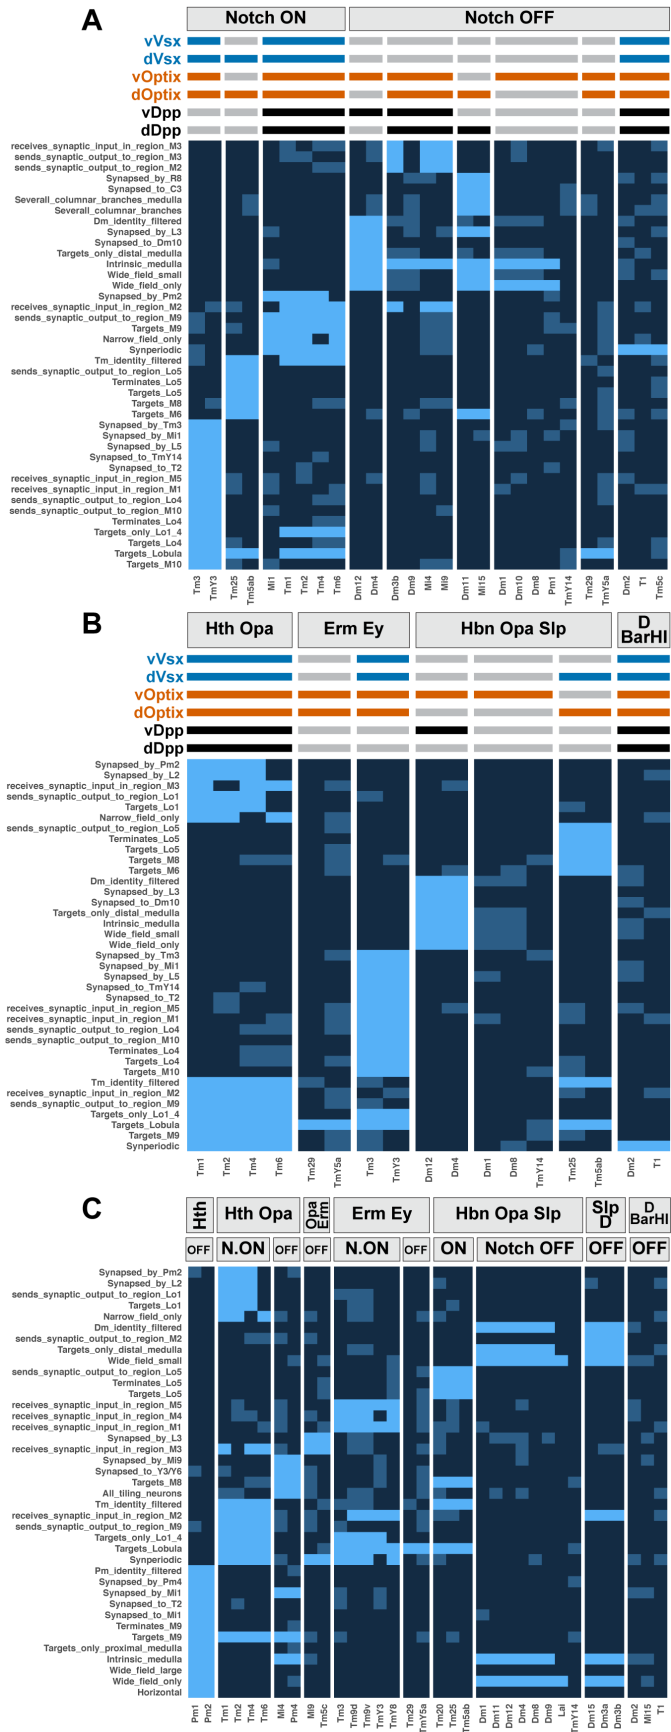 A
Notch ON Notch OFF
vVsx
dVsx
vOptix
dOptix
vDpp
dDpp
receives_synaptic_input_in_region_M3
sends_synaptic_output_to_region_M3
sends_synaptic_output_to_region_M2
Synapsed_by_R8
Synapsed_to_C3
Severall_columnar_branches_medulla
Severall_columnar_branches
Dm_identity_filtered
Synapsed_by_L3
Synapsed_to_Dm10
Targets_only_distal_medulla
Intrinsic_medulla
Wide_field_small
Wide_field_only
Synapsed_by_Pm2
receives_synaptic_input_in_region_M2
sends_synaptic_output_to_region_M9
Targets_M9
Narrow_field_only
Synperiodic
Tm_identity_filtered
sends_synaptic_output_to_region_Lo5
Terminates_Lo5
Targets_Lo5
Targets_M8
Targets_M6
Synapsed_by_Tm3
Synapsed_by_Mi1
Synapsed_by_L5
Synapsed_to_TmY14
Synapsed_to_T2
receives_synaptic_input_in_region_M5
receives_synaptic_input_in_region_M1
sends_synaptic_output_to_region_Lo4
sends_synaptic_output_to_region_M10
Terminates_Lo4
Targets_only_Lo1_4
Targets_Lo4
Targets_Lobula
Targets_M10
Tm3 TmY3 Tm25 Tm5ab Mi1 Tm1 Tm2 Tm4 Tm6 Dm12 Dm4 Dm3b Dm9 Mi4 Mi9 Dm11 Mi15 Dm1 Dm10 Dm8 Pm1 TmY14 Tm29 TmY5a Dm2 T1 Tm5c
B
Hth Opa Erm Ey Hbn Opa Slp D BarHI
vVsx
dVsx
vOptix
dOptix
vDpp
dDpp
Synapsed_by_Pm2
Synapsed_by_L2
receives_synaptic_input_in_region_M3
sends_synaptic_output_to_region_Lo1
Targets_Lo1
Narrow_field_only
sends_synaptic_output_to_region_Lo5
Terminates_Lo5
Targets_Lo5
Targets_M8
Targets_M6
Dm_identity_filtered
Synapsed_by_L3
Synapsed_to_Dm10
Targets_only_distal_medulla
Intrinsic_medulla
Wide_field_small
Wide_field_only
Synapsed_by_Tm3
Synapsed_by_Mi1
Synapsed_by_L5
Synapsed_to_TmY14
Synapsed_to_T2
receives_synaptic_input_in_region_M5
receives_synaptic_input_in_region_M1
sends_synaptic_output_to_region_Lo4
sends_synaptic_output_to_region_M10
Terminates_Lo4
Targets_Lo4
Targets_M10
Tm_identity_filtered
receives_synaptic_input_in_region_M2
sends_synaptic_output_to_region_M9
Targets_only_Lo1_4
Targets_Lobula
Targets_M9
Synperiodic
Tm1 Tm2 Tm4 Tm6 Tm29 TmY5a Tm3 TmY3 Dm12 Dm4 Dm1 Dm8 TmY14 Tm25 Tm5ab Dm2 T1
C
Hth Hth Opa Opa Erm Erm Ey Hbn Opa Slp Slp D D BarHI
OFF N.ON OFF OFF N.ON OFF ON Notch OFF OFF OFF
Synapsed_by_Pm2
Synapsed_by_L2
sends_synaptic_output_to_region_Lo1
Targets_Lo1
Narrow_field_only
Dm_identity_filtered
sends_synaptic_output_to_region_M2
Targets_only_distal_medulla
Wide_field_small
sends_synaptic_output_to_region_Lo5
Terminates_Lo5
Targets_Lo5
receives_synaptic_input_in_region_M5
receives_synaptic_input_in_region_M4
receives_synaptic_input_in_region_M1
Synapsed_by_L3
receives_synaptic_input_in_region_M3
Synapsed_by_Mi9
Synapsed_to_Y3/Y6
Targets_M8
All_tiling_neurons
Tm_identity_filtered
receives_synaptic_input_in_region_M2
sends_synaptic_output_to_region_M9
Targets_only_Lo1_4
Targets_Lobula
Synperiodic
Pm_identity_filtered
Synapsed_by_Pm4
Synapsed_by_Mi1
Synapsed_to_T2
Synapsed_to_Mi1
Terminates_M9
Targets_M9
Targets_only_proximal_medulla
Intrinsic_medulla
Wide_field_large
Wide_field_only
Horizontal
Pm1 Pm2 Tm1 Tm2 Tm4 Tm6 Mi4 Pm4 Mi9 Tm5c Tm3 Tm9d Tm9v TmY3 TmY8 Tm29 TmY5a Tm20 Tm25 Tm5ab Dm1 Dm11 Dm12 Dm4 Dm8 Dm9 Lai TmY14 Dm15 Dm3a Dm3b Dm2 Mi15 T1